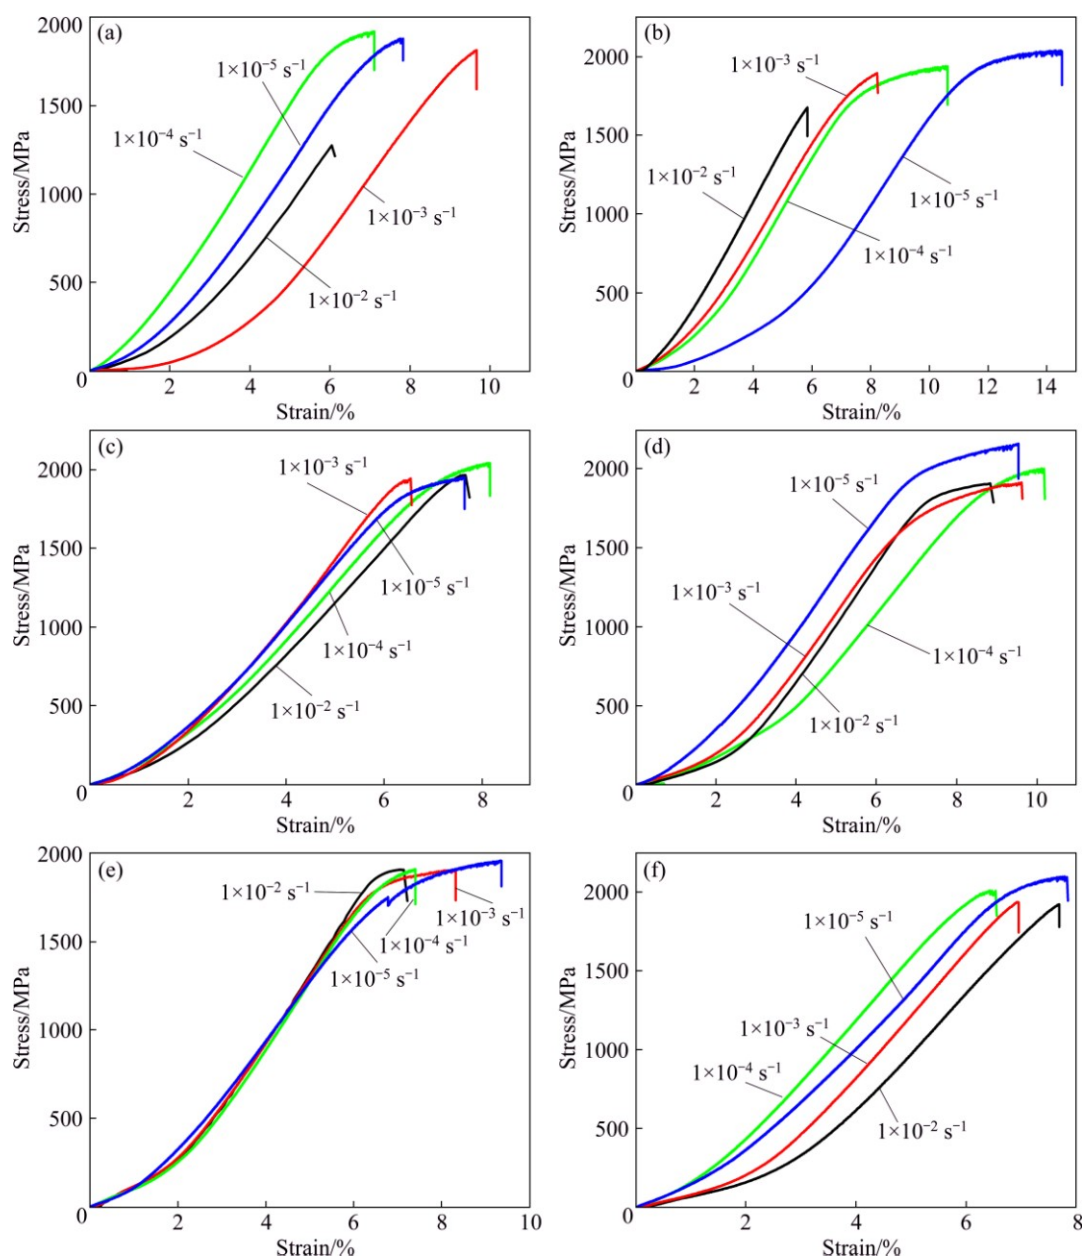 (a)
2000
1500
1000
500
0
2
4
6
8
10
Stress/MPa
Strain/%
1×10⁻⁵ s⁻¹
1×10⁻⁴ s⁻¹
1×10⁻³ s⁻¹
1×10⁻² s⁻¹
(b)
2000
1500
1000
500
0
2
4
6
8
10
12
14
Stress/MPa
Strain/%
1×10⁻³ s⁻¹
1×10⁻² s⁻¹
1×10⁻⁵ s⁻¹
1×10⁻⁴ s⁻¹
(c)
2000
1500
1000
500
0
2
4
6
8
Stress/MPa
Strain/%
1×10⁻³ s⁻¹
1×10⁻⁵ s⁻¹
1×10⁻⁴ s⁻¹
1×10⁻² s⁻¹
(d)
2000
1500
1000
500
0
2
4
6
8
10
Stress/MPa
Strain/%
1×10⁻⁵ s⁻¹
1×10⁻³ s⁻¹
1×10⁻⁴ s⁻¹
1×10⁻² s⁻¹
(e)
2000
1500
1000
500
0
2
4
6
8
10
Stress/MPa
Strain/%
1×10⁻² s⁻¹
1×10⁻³ s⁻¹
1×10⁻⁴ s⁻¹
1×10⁻⁵ s⁻¹
(f)
2000
1500
1000
500
0
2
4
6
8
Stress/MPa
Strain/%
1×10⁻⁵ s⁻¹
1×10⁻³ s⁻¹
1×10⁻⁴ s⁻¹
1×10⁻² s⁻¹